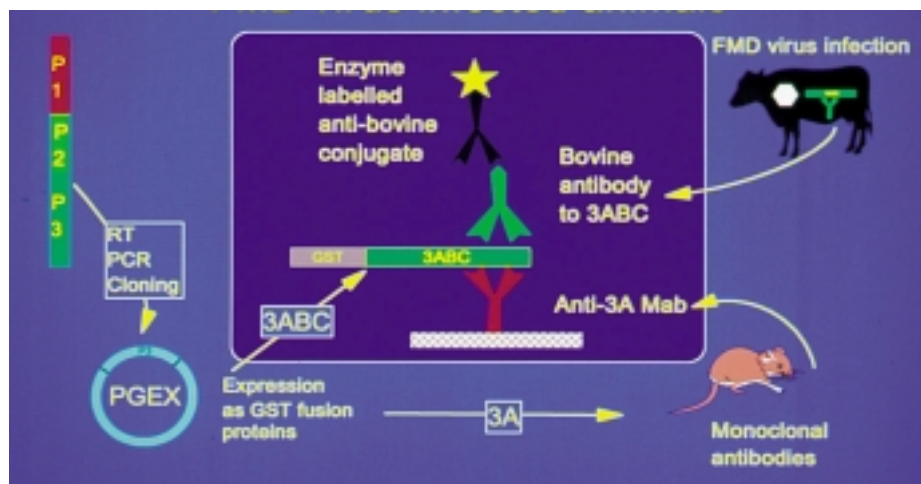 P
1
P
2
P
3
RT
PCR
Cloning
PGEX
Enzyme
labelled
anti-bovine
conjugate
FMD virus infection
Bovine
antibody
to 3ABC
GST
3ABC
3ABC
Anti-3A Mab
Expression
as GST fusion
proteins
3A
Monoclonal
antibodies